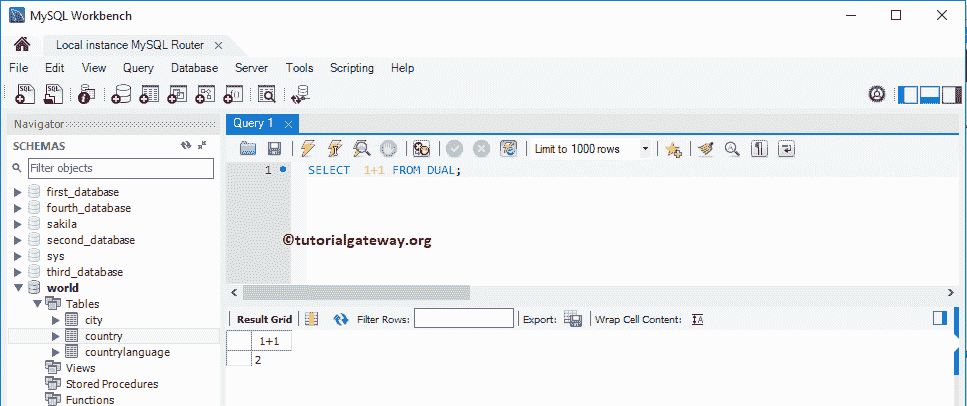 MySQL Workbench
Local instance MySQL Router
File Edit View Query Database Server Tools Scripting Help
Navigator
SCHEMAS
Filter objects
first_database
fourth_database
sakila
second_database
sys
third_database
world
Tables
city
country
countrylanguage
Views
Stored Procedures
Functions
Query 1
Limit to 1000 rows
1 SELECT 1+1 FROM DUAL;
©tutorialgateway.org
Result Grid Filter Rows: Export: Wrap Cell Content:
1+1
2